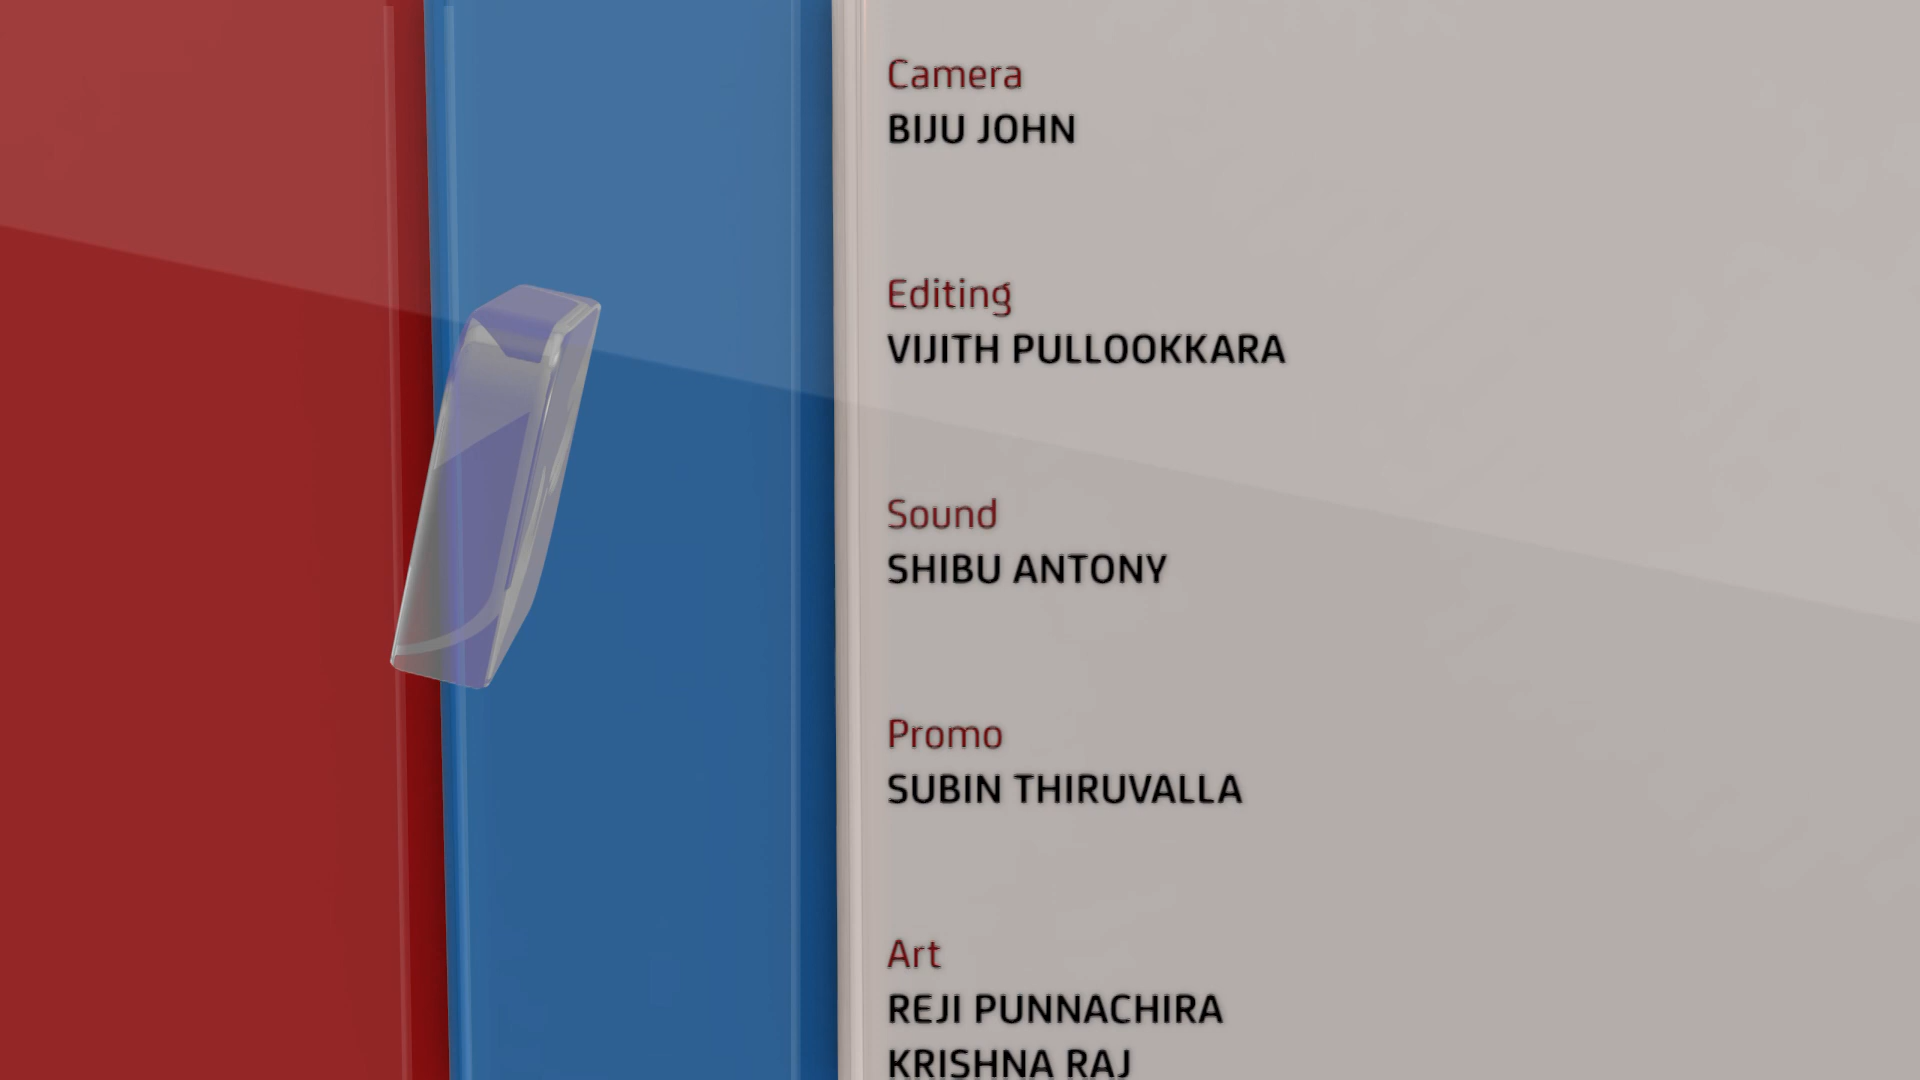 Camera
BIJU JOHN
Editing
VIJITH PULLOOKKARA
Sound
SHIBU ANTONY
Promo
SUBIN THIRUVALLA
Art
REJI PUNNACHIRA
KRISHNA RAJ